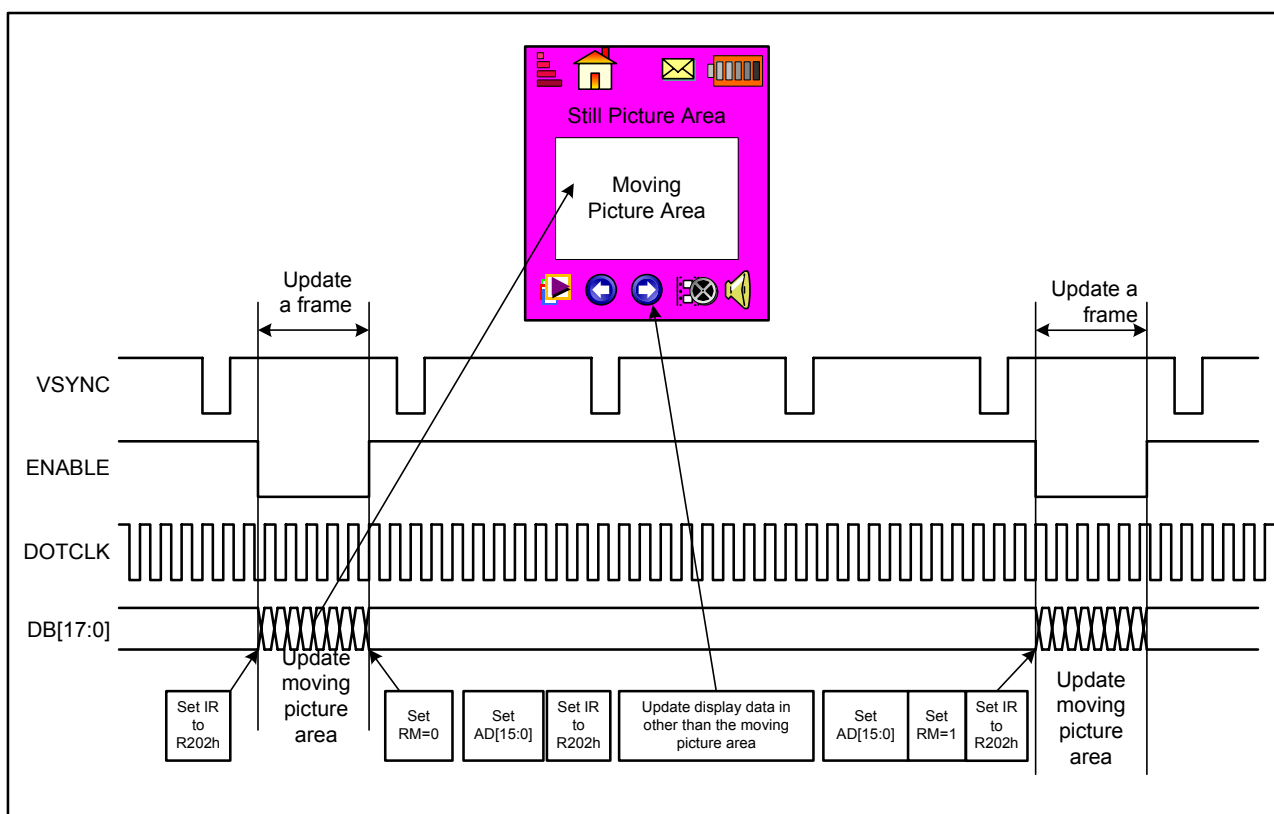 Still Picture Area
Moving
Picture Area
Update
a frame
Update a
frame
VSYNC
ENABLE
DOTCLK
DB[17:0]
Update
moving
picture
area
Update
moving
picture
area
Set IR
to
R202h
Set
RM=0
Set
AD[15:0]
Set IR
to
R202h
Update display data in
other than the moving
picture area
Set
AD[15:0]
Set
RM=1
Set IR
to
R202h